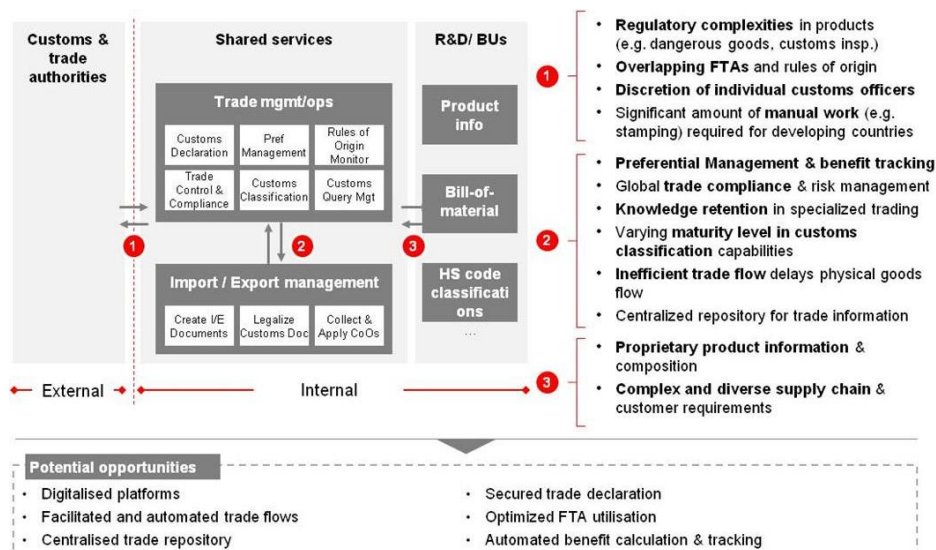 Customs &
trade
authorities
Shared services
R&D/ BUs
Trade mgmt/ops
Customs
Declaration
Pref
Management
Rules of
Origin
Monitor
Trade
Control &
Compliance
Customs
Classification
Customs
Query Mgt
Product
info
Bill-of-
material
HS code
classificati
ons
...
1
2
3
Import / Export management
Create I/E
Documents
Legalize
Customs Doc
Collect &
Apply CoOs
External
Internal
1
• Regulatory complexities in products
(e.g. dangerous goods, customs insp.)
• Overlapping FTAs and rules of origin
• Discretion of individual customs officers
• Significant amount of manual work (e.g.
stamping) required for developing countries
2
• Preferential Management & benefit tracking
• Global trade compliance & risk management
• Knowledge retention in specialized trading
• Varying maturity level in customs
classification capabilities
• Inefficient trade flow delays physical goods
flow
• Centralized repository for trade information
3
• Proprietary product information &
composition
• Complex and diverse supply chain &
customer requirements
Potential opportunities
• Digitalised platforms
• Facilitated and automated trade flows
• Centralised trade repository
• Secured trade declaration
• Optimized FTA utilisation
• Automated benefit calculation & tracking